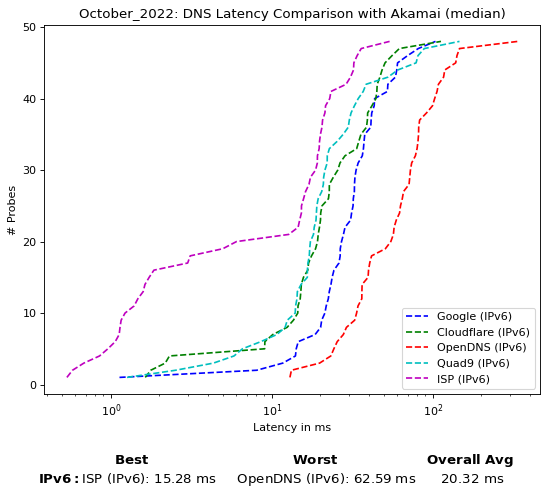 October_2022: DNS Latency Comparison with Akamai (median)
50
40
30
20
10
0
# Probes
10⁰
10¹
10²
Latency in ms
Google (IPv6)
Cloudflare (IPv6)
OpenDNS (IPv6)
Quad9 (IPv6)
ISP (IPv6)
Best Worst Overall Avg
IPv6: ISP (IPv6): 15.28 ms OpenDNS (IPv6): 62.59 ms 20.32 ms